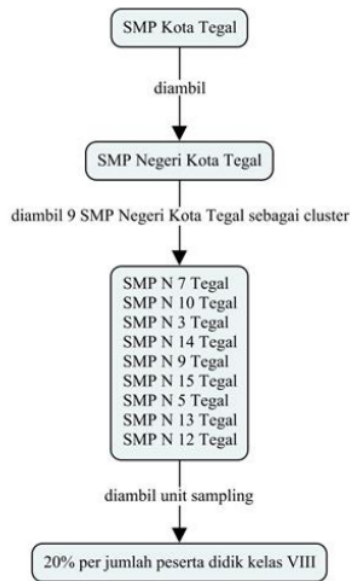 SMP Kota Tegal
diambil
SMP Negeri Kota Tegal
diambil 9 SMP Negeri Kota Tegal sebagai cluster
SMP N 7 Tegal
SMP N 10 Tegal
SMP N 3 Tegal
SMP N 14 Tegal
SMP N 9 Tegal
SMP N 15 Tegal
SMP N 5 Tegal
SMP N 13 Tegal
SMP N 12 Tegal
diambil unit sampling
20% per jumlah peserta didik kelas VIII